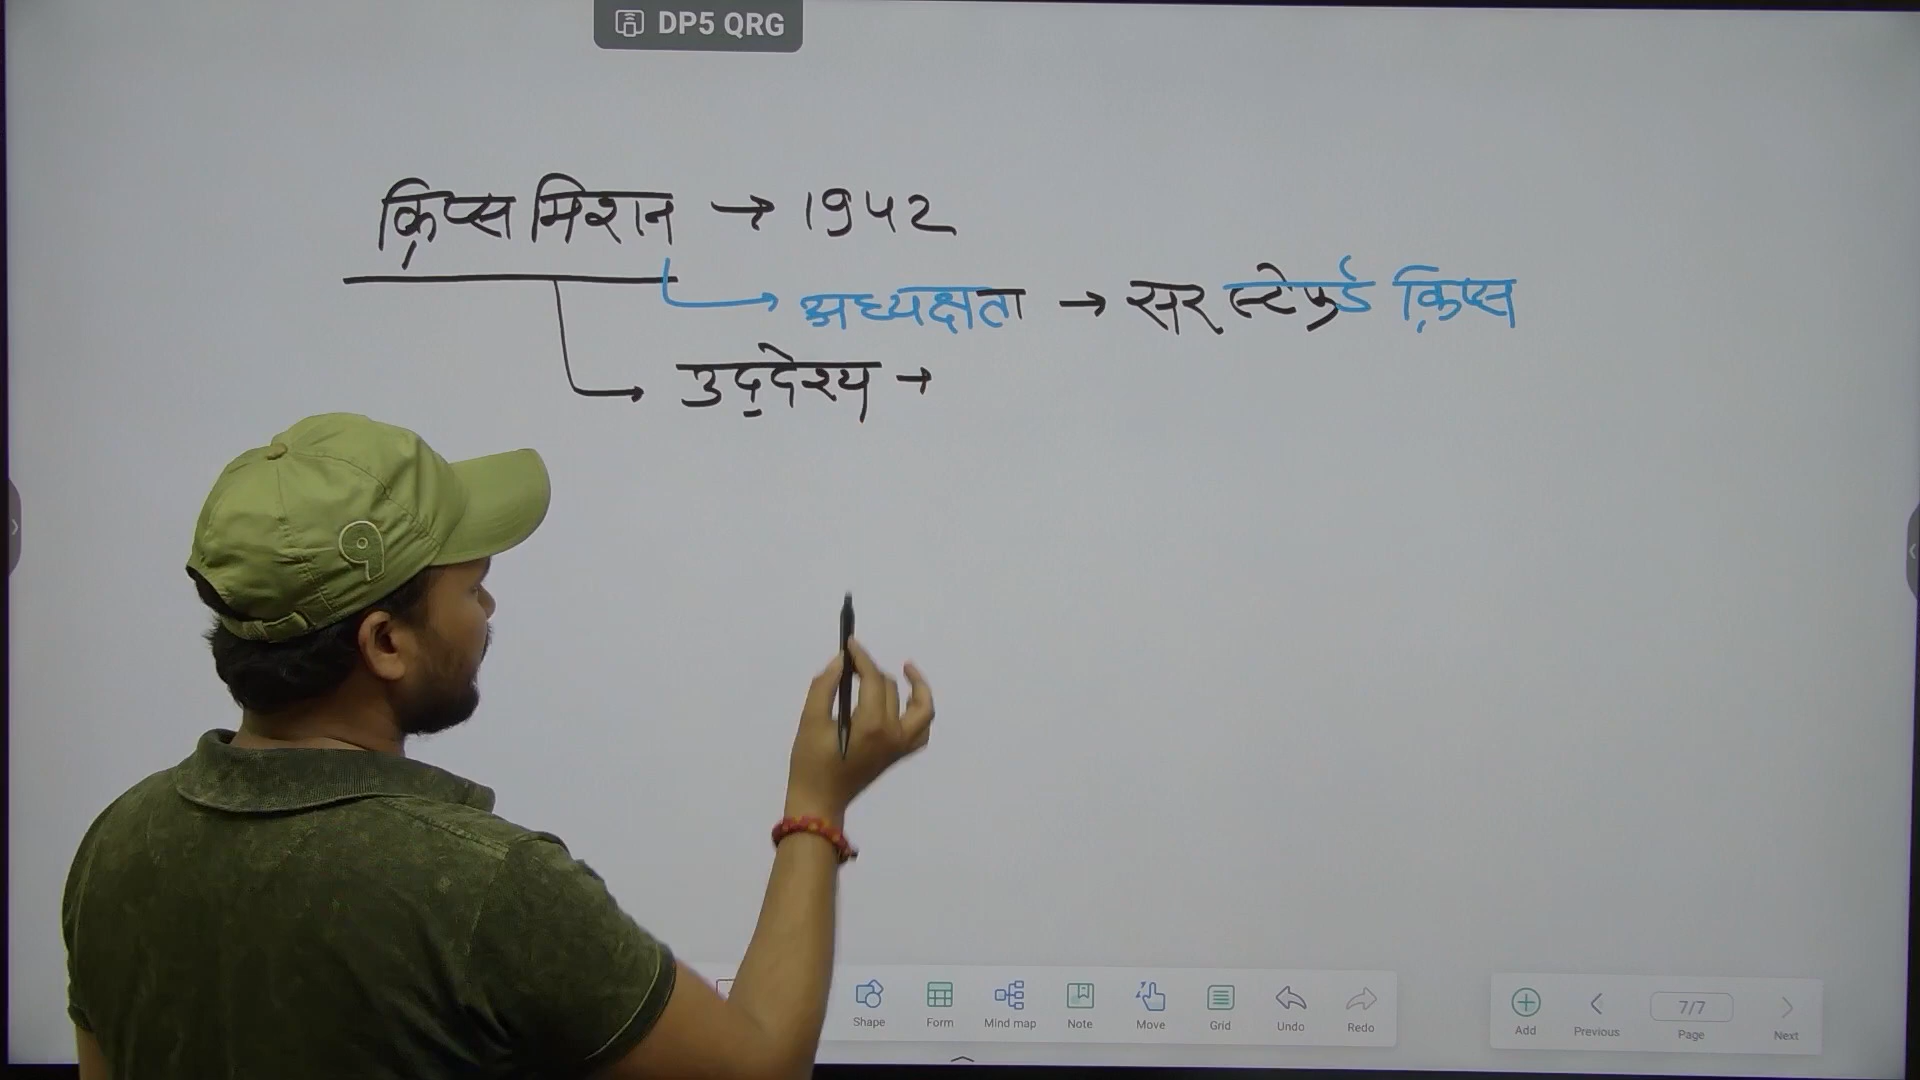 DP5 QRG
क्रिप्स मिशन → 1942
अध्यक्षता → सर स्टेफर्ड क्रिप्स
उद्देश्य →
Shape Form Mind map Note Move Grid Undo Redo
Add Previous 7/7 Page Next